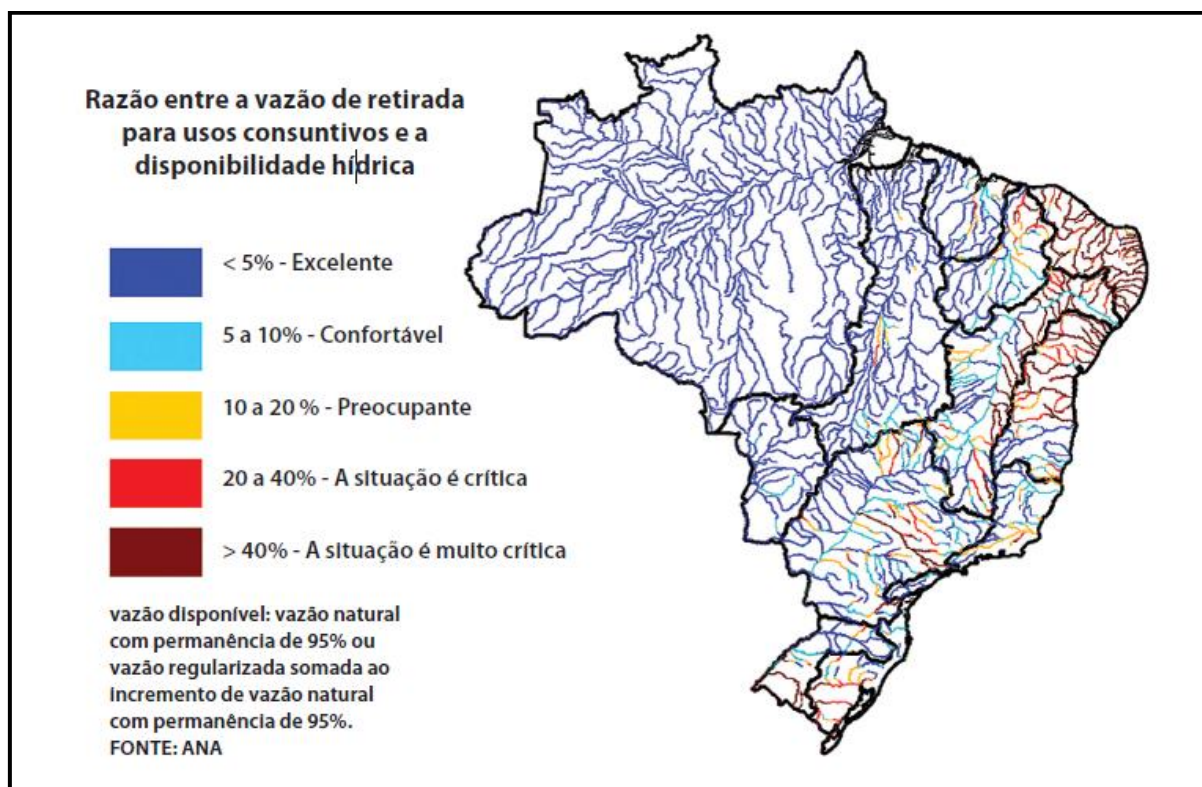 Razão entre a vazão de retirada
para usos consuntivos e a
disponibilidade hídrica
< 5% - Excelente
5 a 10% - Confortável
10 a 20 % - Preocupante
20 a 40% - A situação é crítica
> 40% - A situação é muito crítica
vazão disponível: vazão natural
com permanência de 95% ou
vazão regularizada somada ao
incremento de vazão natural
com permanência de 95%.
FONTE: ANA